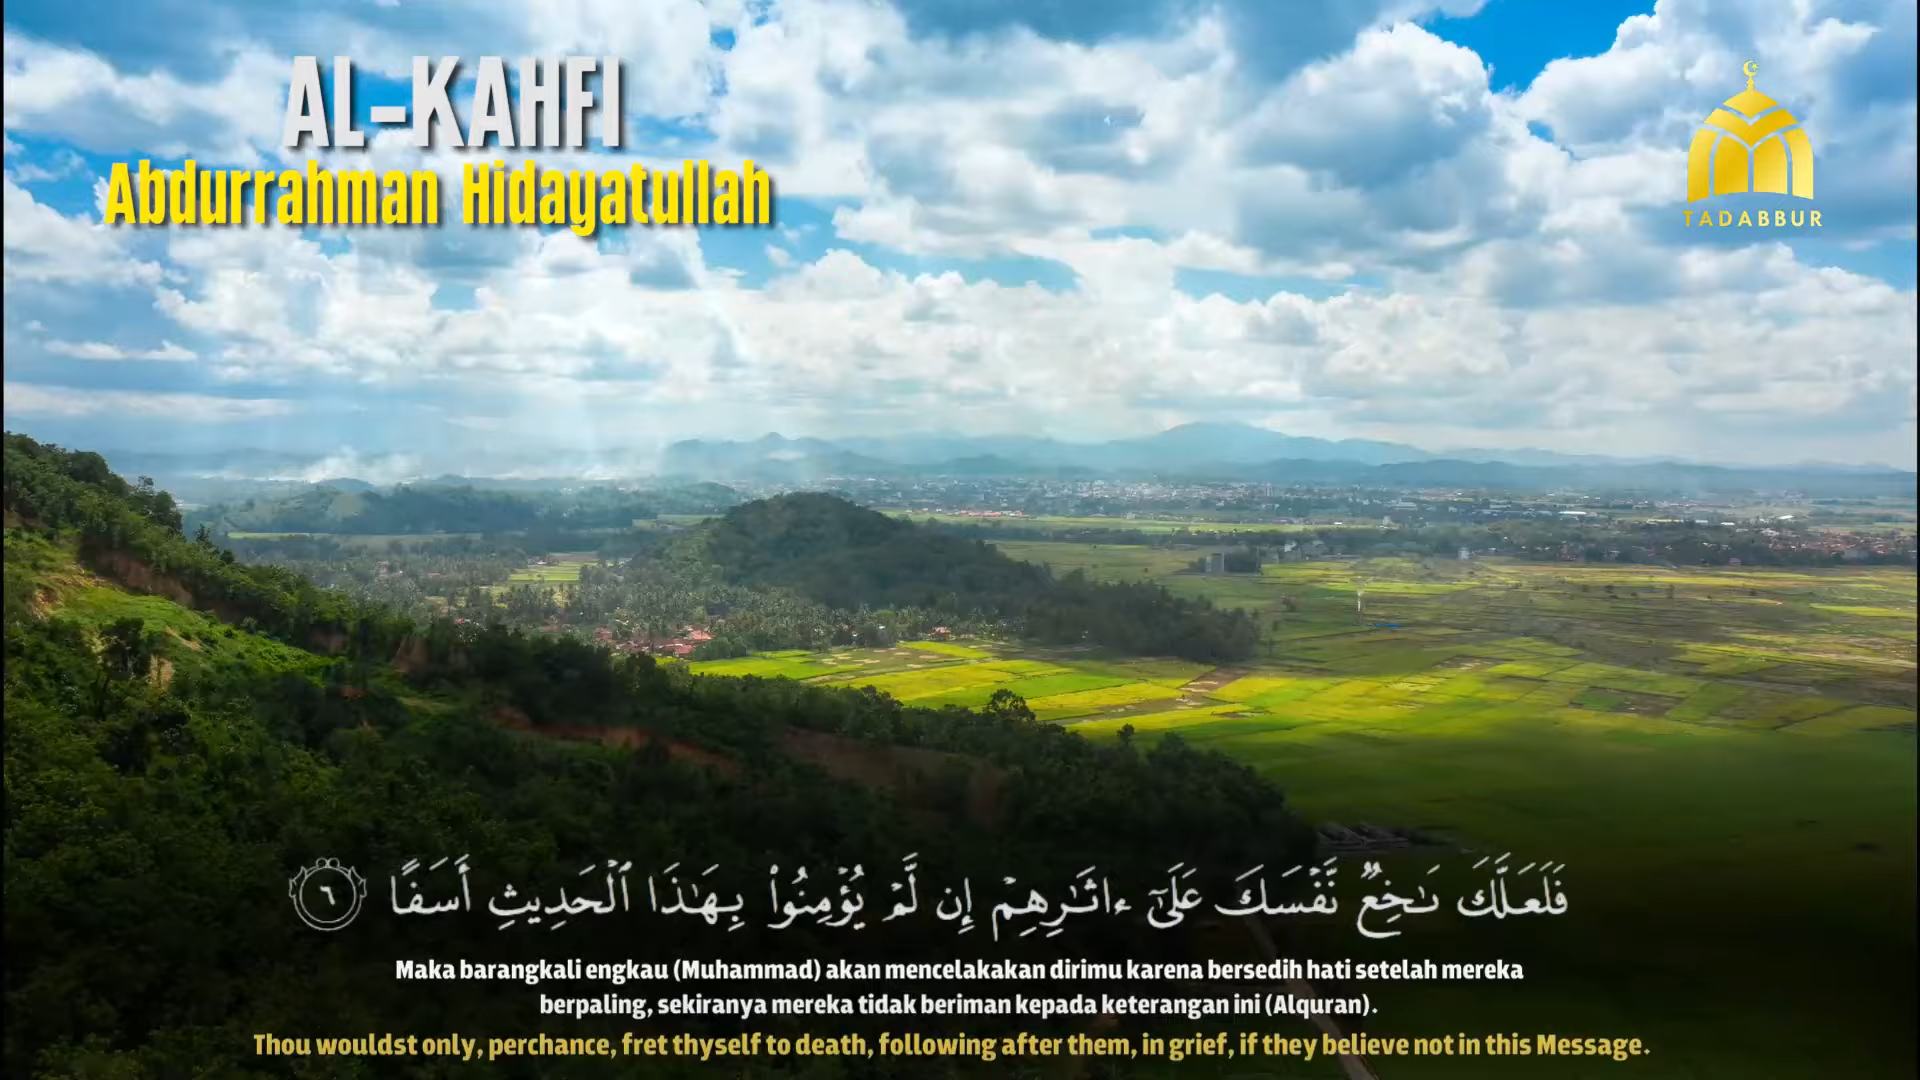 AL-KAHFI
Abdurrahman Hidayatullah
TADABBUR
فَلَعَلَّكَ بَـٰخِعٌۭ نَّفْسَكَ عَلَىٰٓ ءَاثَـٰرِهِمْ إِن لَّمْ يُؤْمِنُوا۟ بِهَـٰذَا ٱلْحَدِيثِ أَسَفًا ٦
Maka barangkali engkau (Muhammad) akan mencelakakan dirimu karena bersedih hati setelah mereka
berpaling, sekiranya mereka tidak beriman kepada keterangan ini (Alquran).
Thou wouldst only, perchance, fret thyself to death, following after them, in grief, if they believe not in this Message.